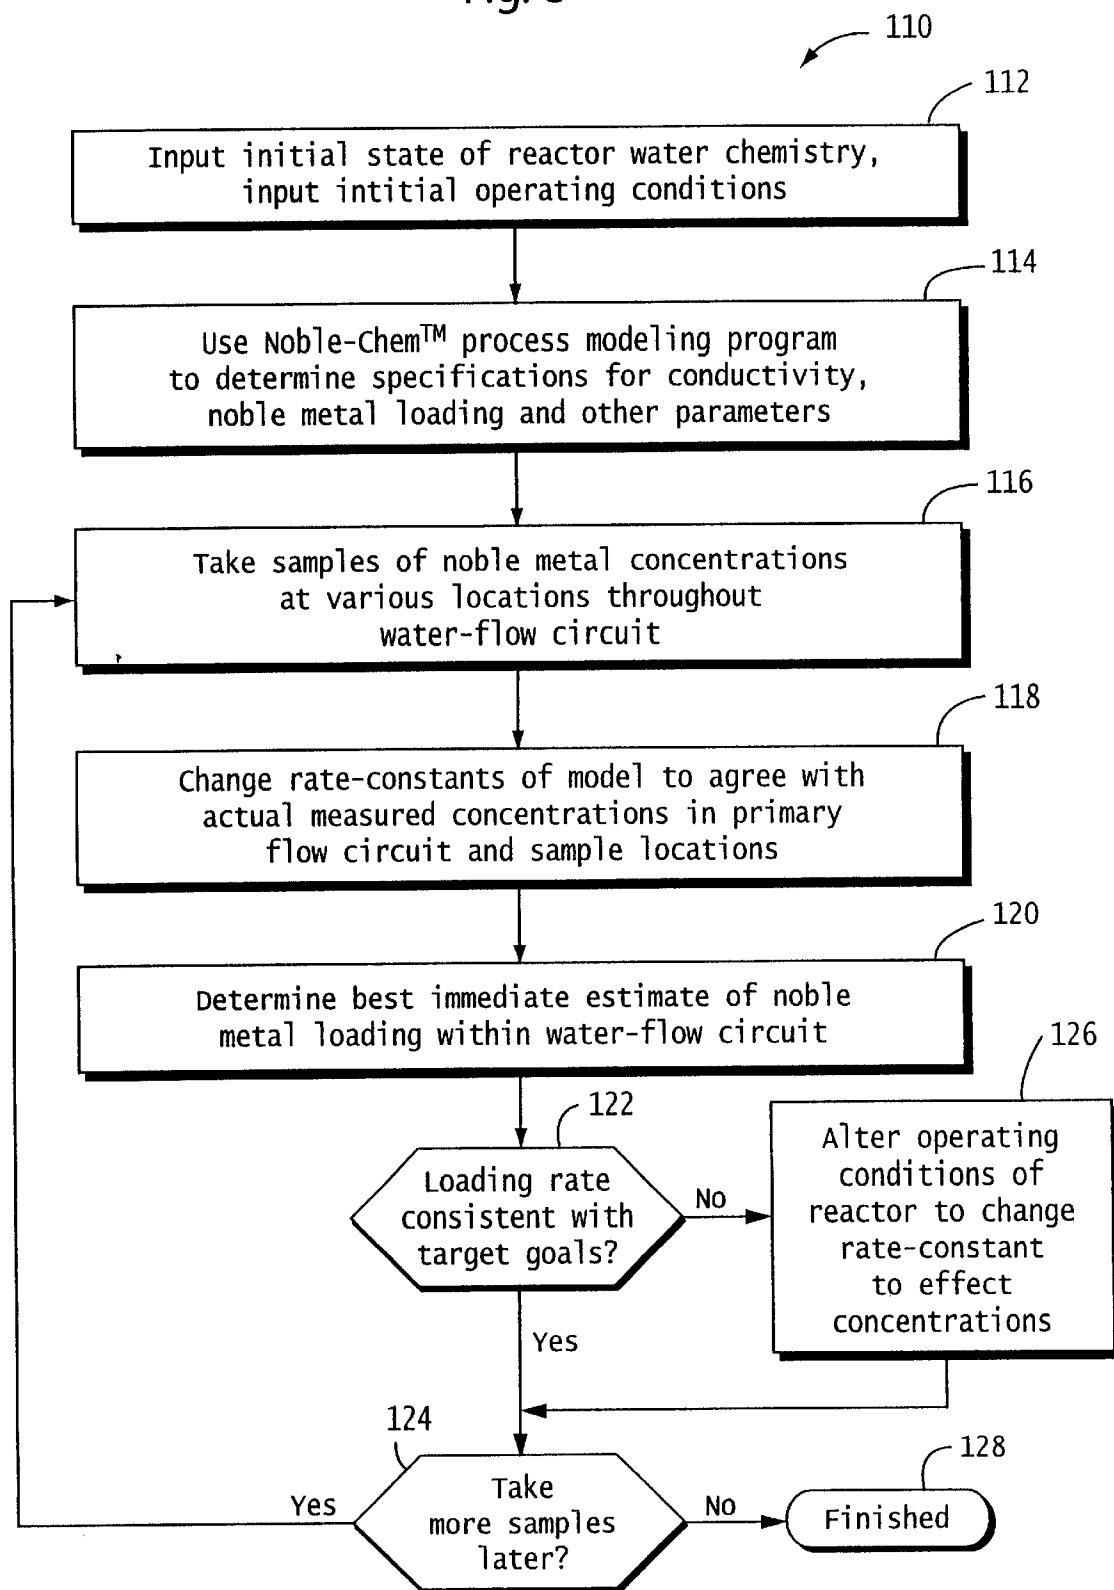 110
112
Input initial state of reactor water chemistry,
input intitial operating conditions
114
Use Noble-Chem™ process modeling program
to determine specifications for conductivity,
noble metal loading and other parameters
116
Take samples of noble metal concentrations
at various locations throughout
water-flow circuit
118
Change rate-constants of model to agree with
actual measured concentrations in primary
flow circuit and sample locations
120
Determine best immediate estimate of noble
metal loading within water-flow circuit
122
Loading rate
consistent with
target goals?
No
126
Alter operating
conditions of
reactor to change
rate-constant
to effect
concentrations
Yes
124
Take
more samples
later?
Yes
No
128
Finished